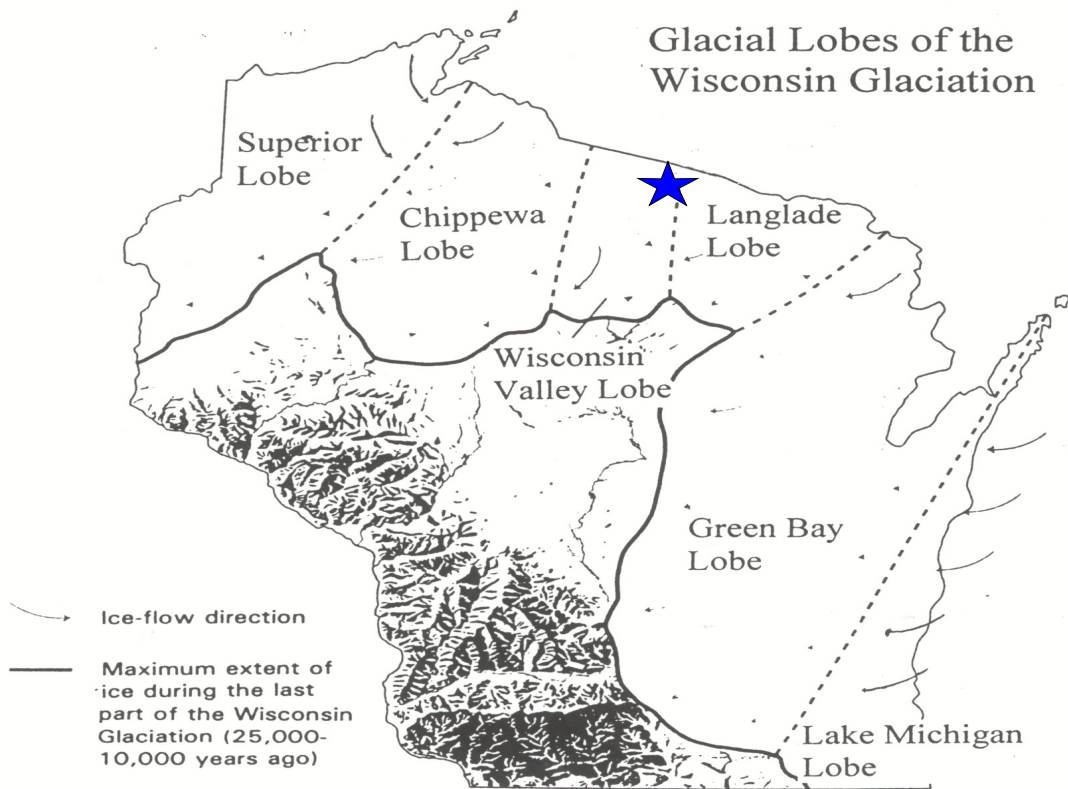 Glacial Lobes of the
Wisconsin Glaciation
Superior
Lobe
Chippewa
Lobe
Langlade
Lobe
Wisconsin
Valley Lobe
Green Bay
Lobe
Ice-flow direction
Maximum extent of
ice during the last
part of the Wisconsin
Glaciation (25,000-
10,000 years ago)
Lake Michigan
Lobe